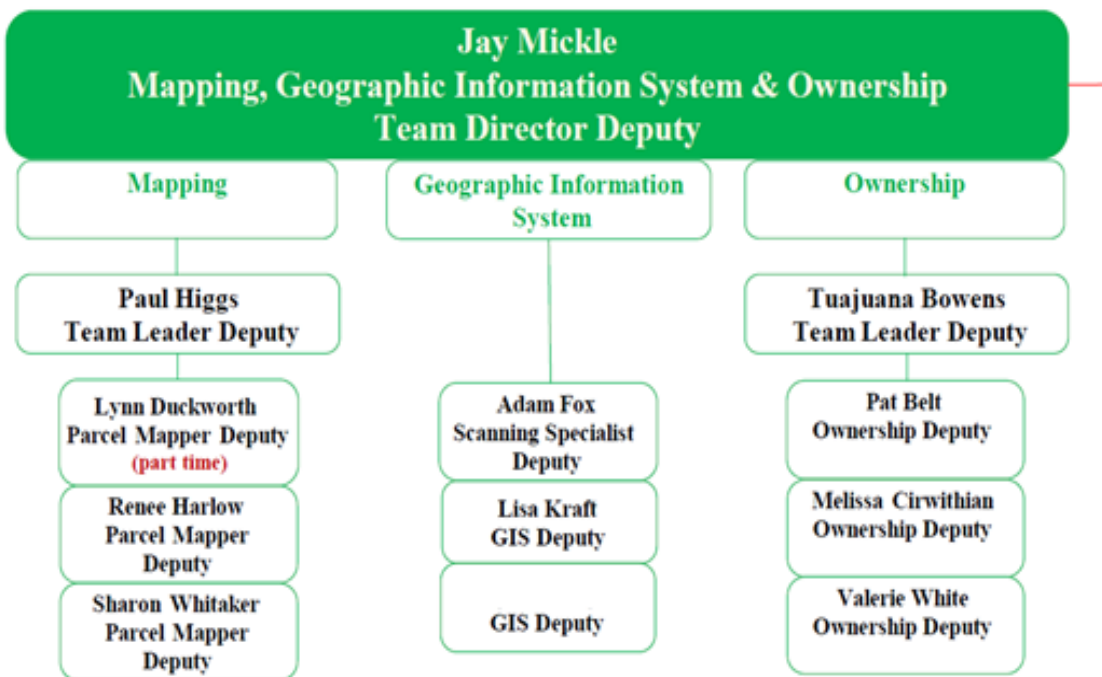 Jay Mickle
Mapping, Geographic Information System & Ownership
Team Director Deputy
Mapping
Paul Higgs
Team Leader Deputy
Lynn Duckworth
Parcel Mapper Deputy
(part time)
Renee Harlow
Parcel Mapper
Deputy
Sharon Whitaker
Parcel Mapper
Deputy
Geographic Information
System
Adam Fox
Scanning Specialist
Deputy
Lisa Kraft
GIS Deputy
GIS Deputy
Ownership
Tuajuana Bowens
Team Leader Deputy
Pat Belt
Ownership Deputy
Melissa Cirwithian
Ownership Deputy
Valerie White
Ownership Deputy